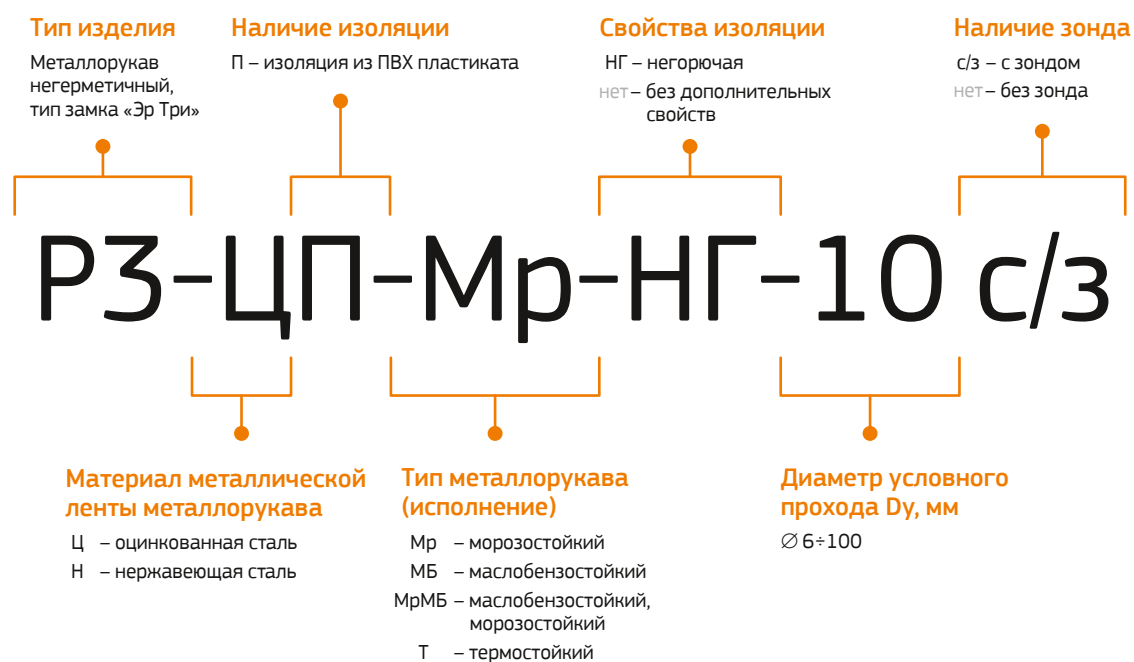 Тип изделия
Металлорукав
негерметичный,
тип замка «Эр Три»
Наличие изоляции
П – изоляция из ПВХ пластиката
Свойства изоляции
НГ – негорючая
нет – без дополнительных
свойств
Наличие зонда
с/з – с зондом
нет – без зонда
РЗ-ЦП-Мр-НГ-10 с/з
Материал металлической
ленты металлорукава
Ц – оцинкованная сталь
Н – нержавеющая сталь
Тип металлорукава
(исполнение)
Мр – морозостойкий
МБ – маслобензостойкий
МрМБ – маслобензостойкий,
морозостойкий
Т – термостойкий
Диаметр условного
прохода Dy, мм
∅ 6÷100